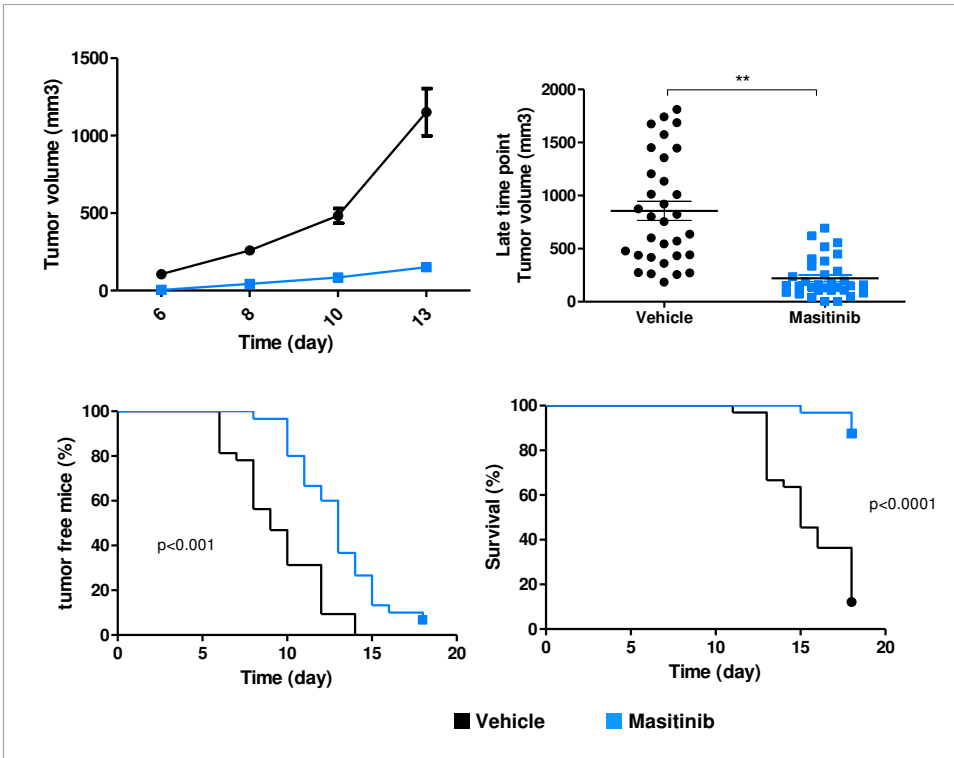 Tumor volume (mm3)
1500
1000
500
0
6
8
10
13
Time (day)
Late time point
Tumor volume (mm3)
2000
1500
1000
500
0
**
Vehicle
Masitinib
tumor free mice (%)
100
80
60
40
20
0
p<0.001
0
5
10
15
20
Time (day)
Survival (%)
100
80
60
40
20
0
p<0.0001
0
5
10
15
20
Time (day)
Vehicle
Masitinib